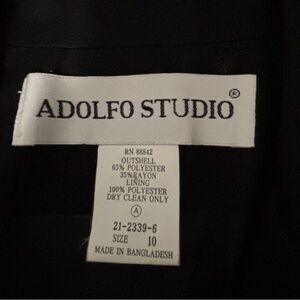 ADOLFO STUDIO®
RN 88842
OUTSHELL
65% POLYESTER
35%RAYON
LINING
100% POLYESTER
DRY CLEAN ONLY
A
21-2339-6
SIZE 10
MADE IN BANGLADESH